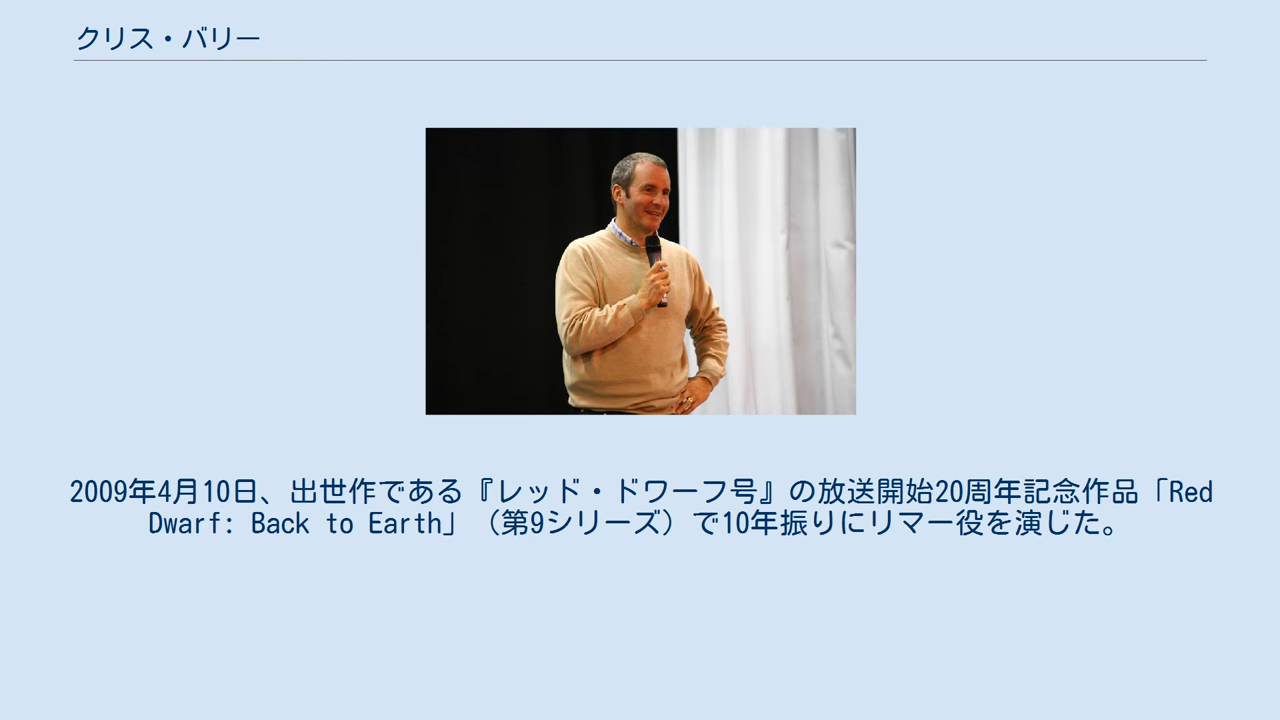 クリス・バリー
2009年4月10日、出世作である『レッド・ドワーフ号』の放送開始20周年記念作品「Red
Dwarf: Back to Earth」（第9シリーズ）で10年振りにリマー役を演じた。